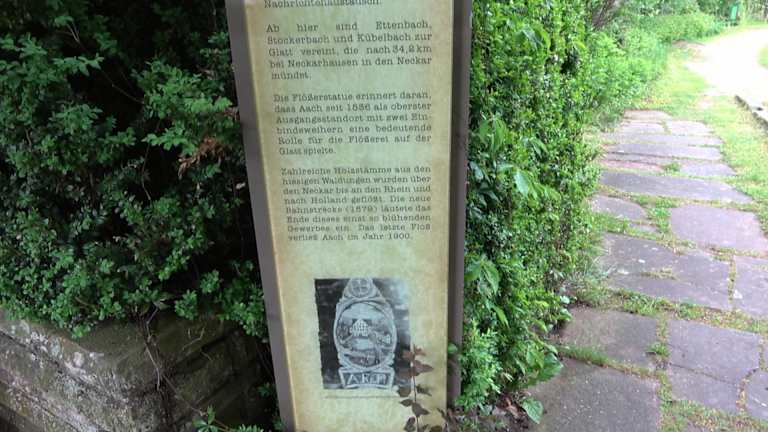 Nachrichtenaustausch.
Ab hier sind Ettenbach,
Stockerbach und Kübelbach zur
Glatt vereint, die nach 34,2 km
bei Neckarhausen in den Neckar
mündet.
Die Flößerstatue erinnert daran,
dass Aach seit 1536 als oberster
Ausgangsstandort mit zwei Ein-
bindeweihern eine bedeutende
Rolle für die Flößerei auf der
Glatt spielte.
Zahlreiche Holzstämme aus den
hiesigen Waldungen wurden über
den Neckar bis an den Rhein und
nach Holland geflößt. Die neue
Bahnstrecke (1879) läutete das
Ende dieses einst so blühenden
Gewerbes ein. Das letzte Floß
verließ Aach im Jahr 1900.